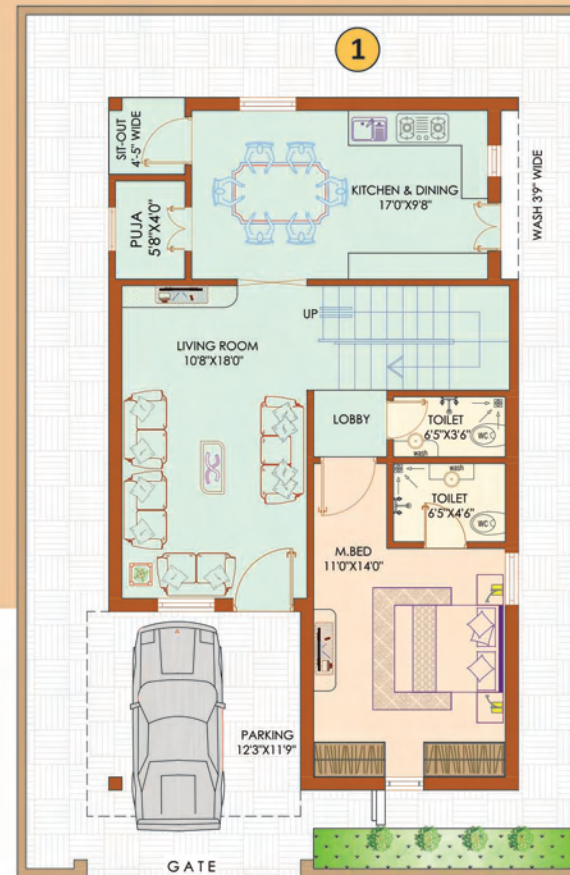 1
SIT-OUT
4'-5" WIDE
PUJA
5'8"X4'0"
KITCHEN & DINING
17'0"X9'8"
WASH 3'9" WIDE
UP
LIVING ROOM
10'8"X18'0"
LOBBY
TOILET
6'5"X3'6"
WC
wash
wash
TOILET
6'5"X4'6"
WC
M.BED
11'0"X14'0"
PARKING
12'3"X11'9"
GATE